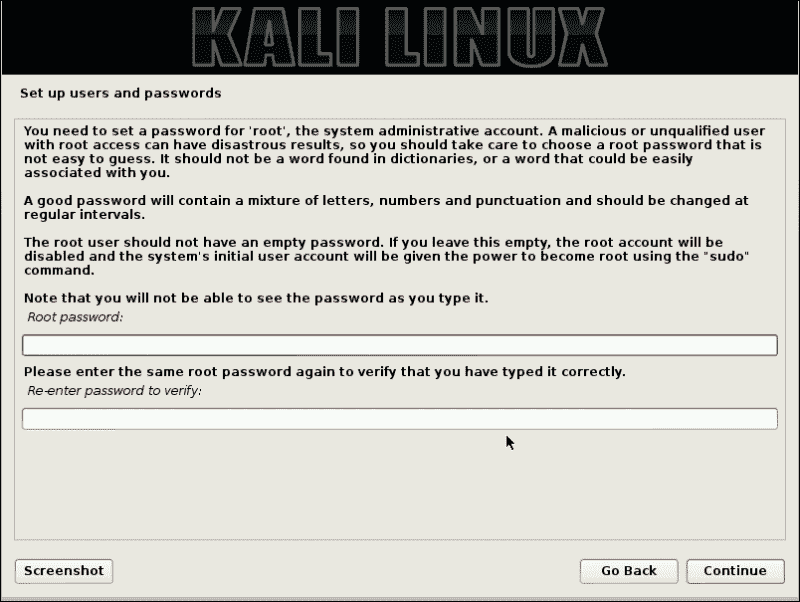 KALI LINUX
Set up users and passwords
You need to set a password for 'root', the system administrative account. A malicious or unqualified user
with root access can have disastrous results, so you should take care to choose a root password that is
not easy to guess. It should not be a word found in dictionaries, or a word that could be easily
associated with you.
A good password will contain a mixture of letters, numbers and punctuation and should be changed at
regular intervals.
The root user should not have an empty password. If you leave this empty, the root account will be
disabled and the system's initial user account will be given the power to become root using the "sudo"
command.
Note that you will not be able to see the password as you type it.
Root password:
Please enter the same root password again to verify that you have typed it correctly.
Re-enter password to verify:
Screenshot
Go Back
Continue